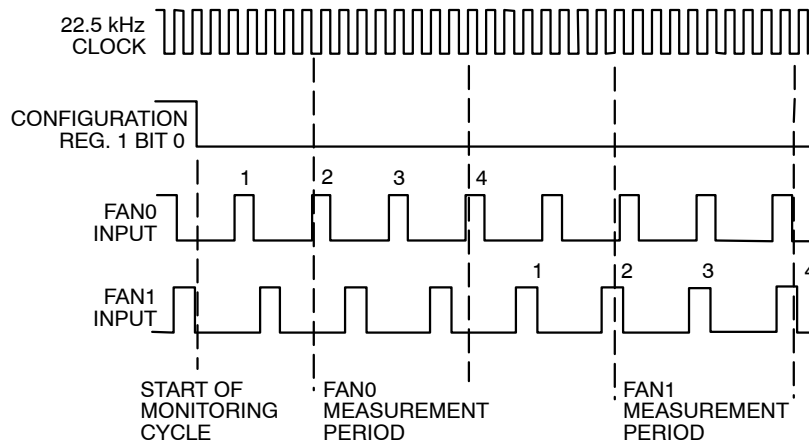 22.5 kHz
CLOCK
CONFIGURATION
REG. 1 BIT 0
1 2 3 4
FAN0
INPUT
1 2 3 4
FAN1
INPUT
START OF
MONITORING
CYCLE
FAN0
MEASUREMENT
PERIOD
FAN1
MEASUREMENT
PERIOD